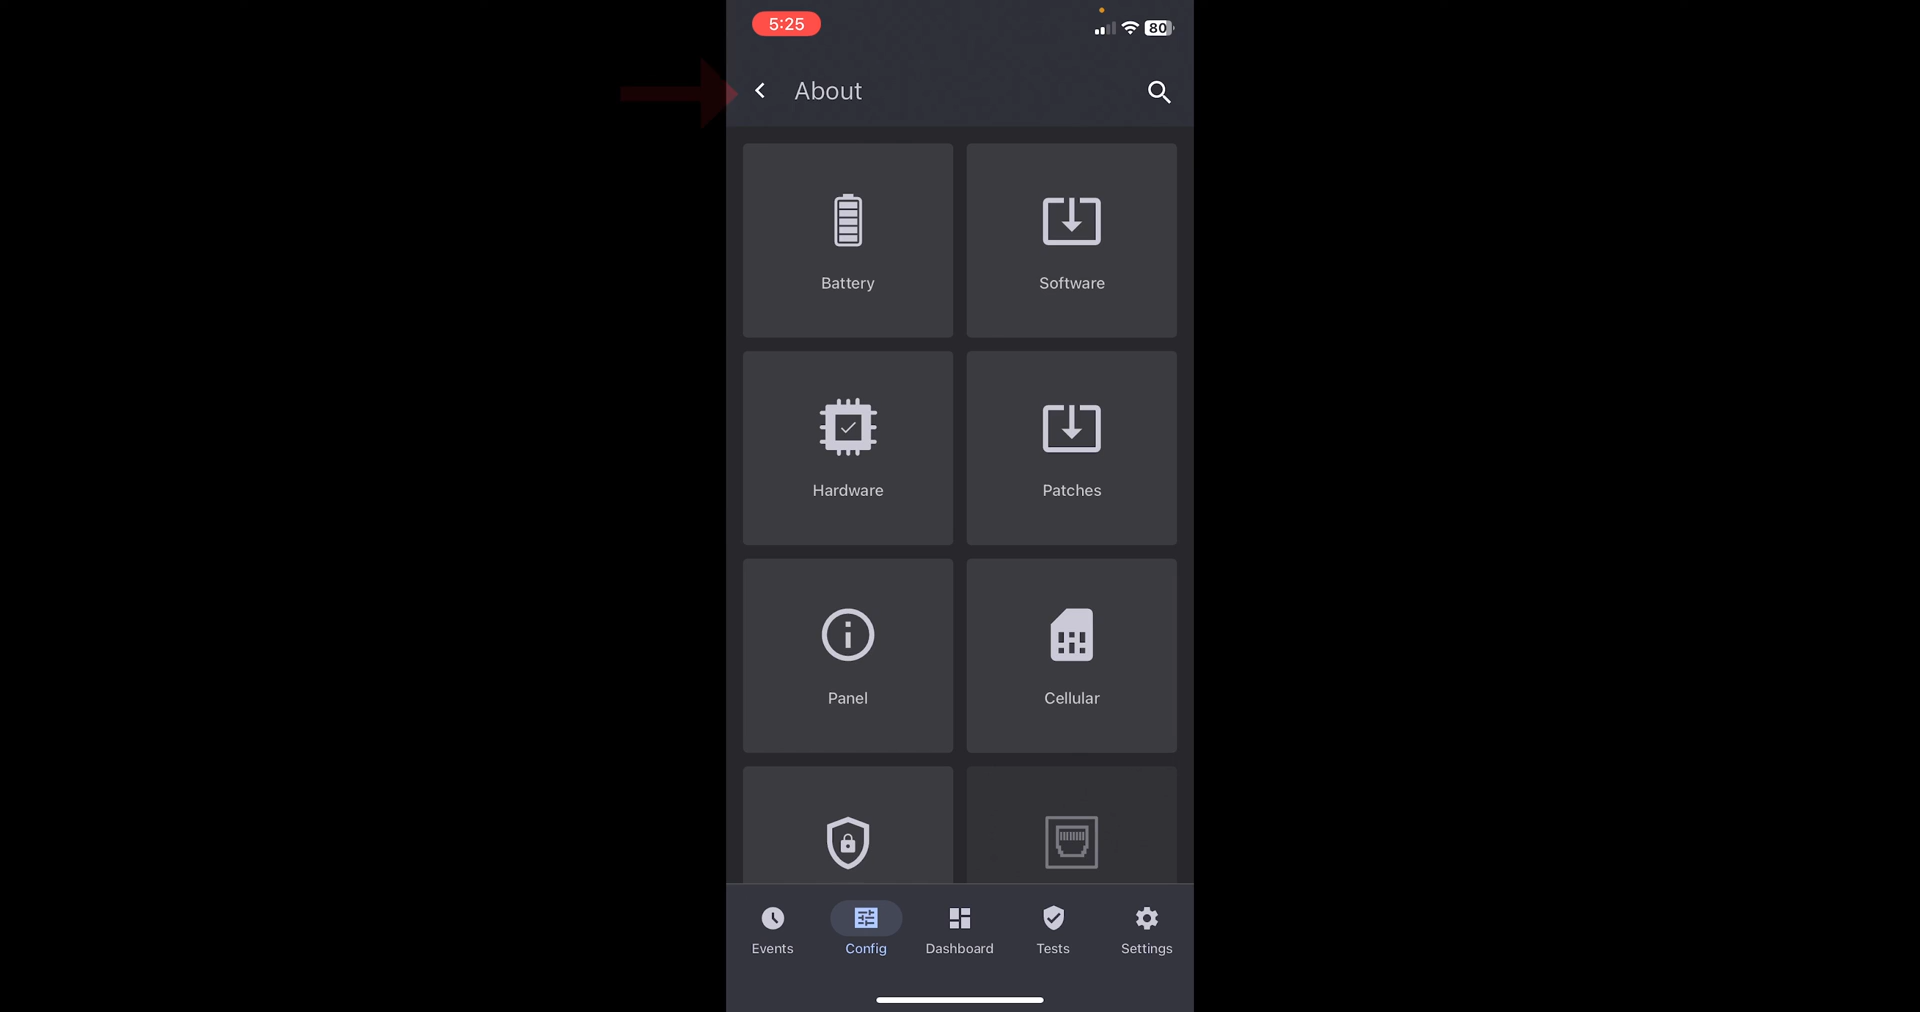 5:25
80
About
Battery
Software
Hardware
Patches
Panel
Cellular
Events
Config
Dashboard
Tests
Settings